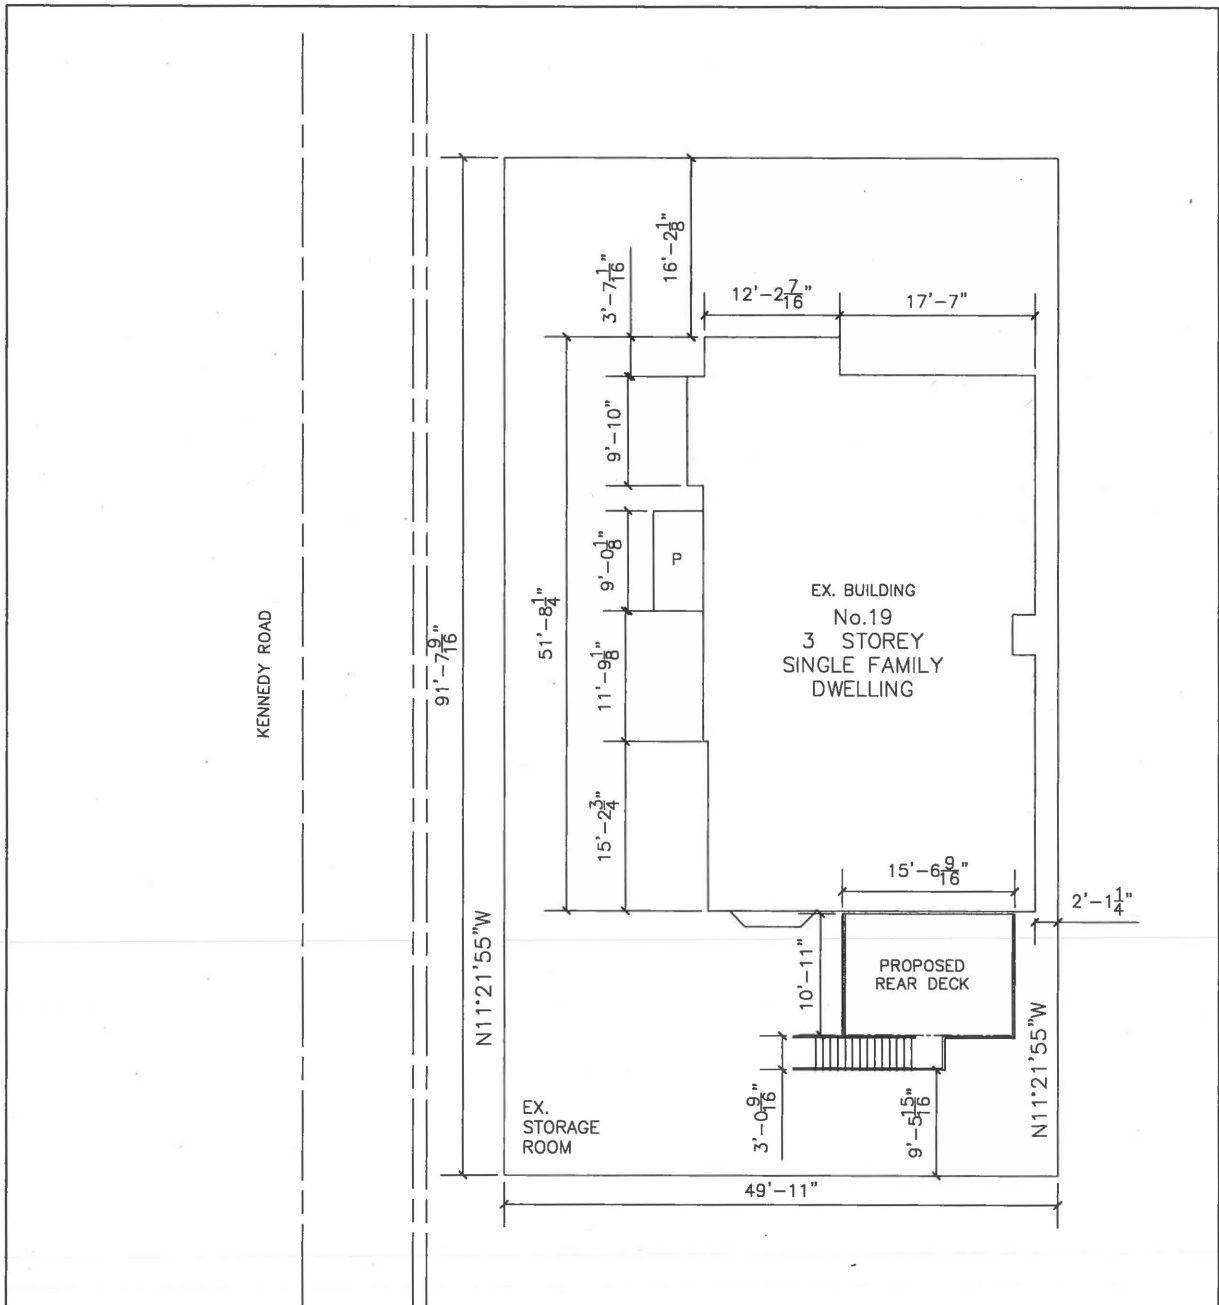 16'-2 1/8"
3'-7 1/16"
12'-2 7/16"
17'-7"
9'-10"
9'-0 1/8"
P
51'-8 1/4"
11'-9 1/8"
91'-7 9/16"
KENNEDY ROAD
EX. BUILDING
No.19
3 STOREY
SINGLE FAMILY
DWELLING
15'-2 3/4"
15'-6 9/16"
2'-1 1/4"
N11°21'55"W
10'-11"
PROPOSED
REAR DECK
N11°21'55"W
3'-0 9/16"
9'-5 15/16"
EX.
STORAGE
ROOM
49'-11"